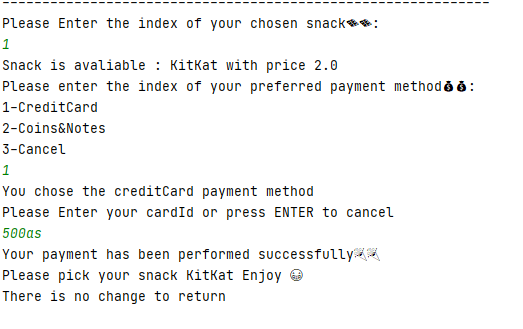 --------------------------------------------------------------
Please Enter the index of your chosen snack🍫🍫:
1
Snack is avaliable : KitKat with price 2.0
Please enter the index of your preferred payment method💰💰:
1-CreditCard
2-Coins&Notes
3-Cancel
1
You chose the creditCard payment method
Please Enter your cardId or press ENTER to cancel
500as
Your payment has been performed successfully🎉🎉
Please pick your snack KitKat Enjoy 😂
There is no change to return